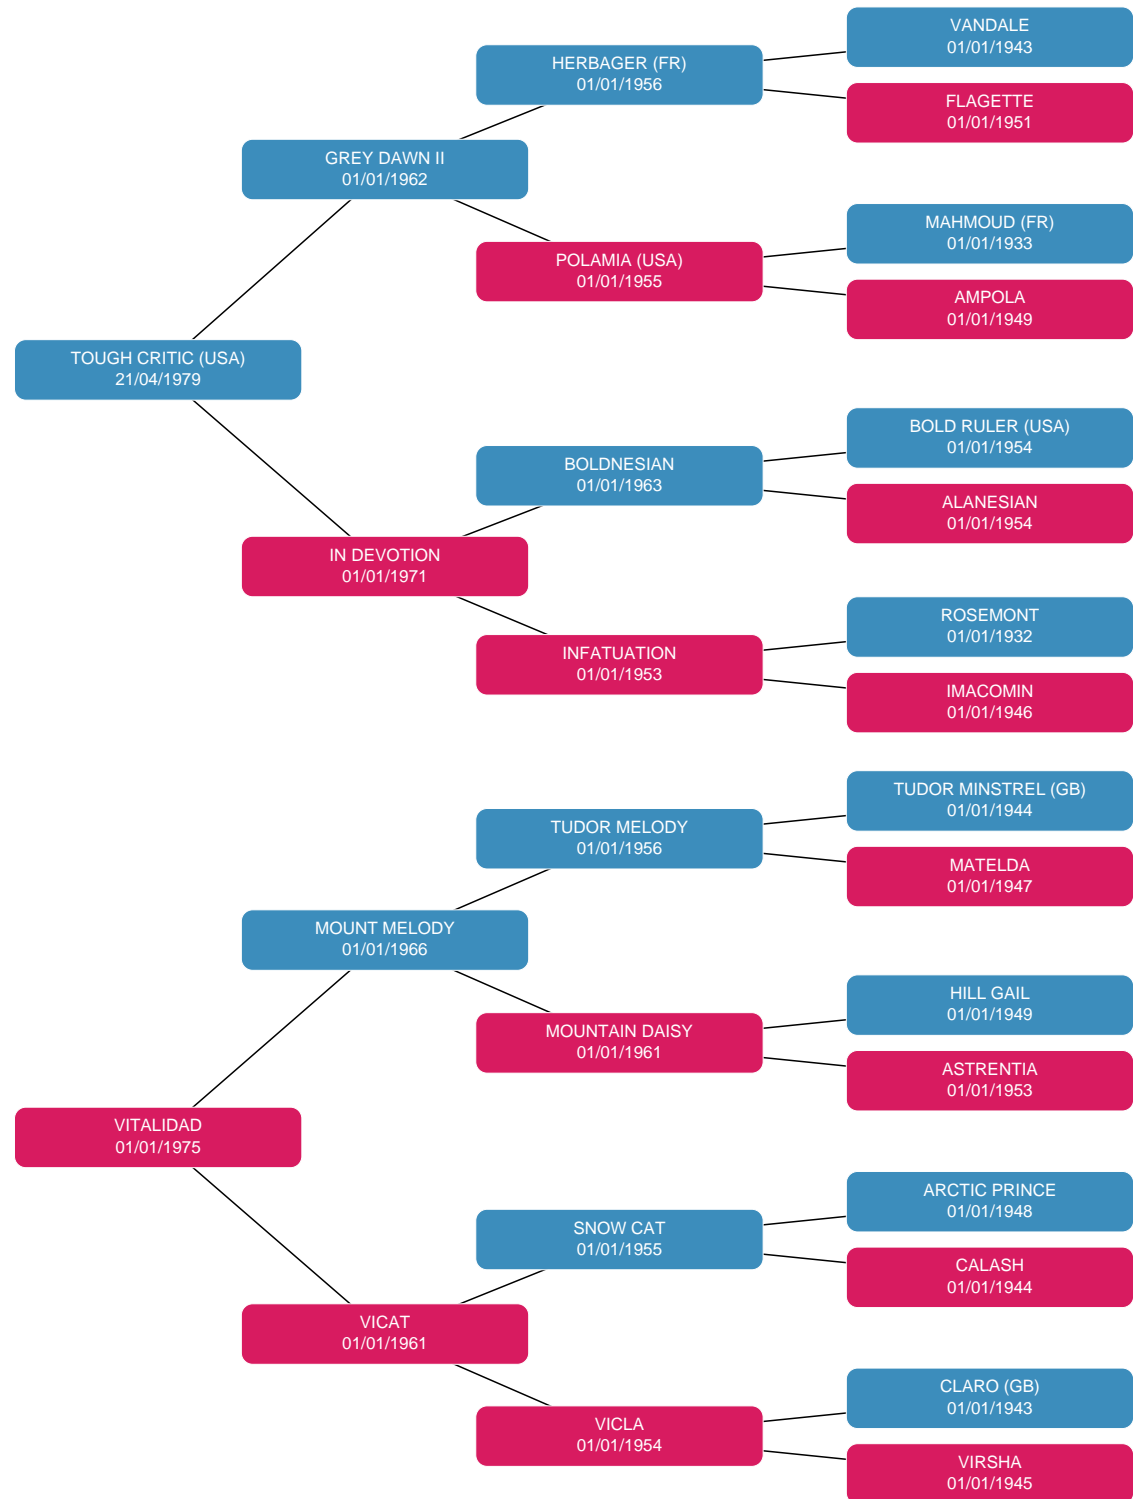 VANDALE
01/01/1943
HERBAGER (FR)
01/01/1956
FLAGETTE
01/01/1951
GREY DAWN II
01/01/1962
MAHMOUD (FR)
01/01/1933
POLAMIA (USA)
01/01/1955
AMPOLA
01/01/1949
TOUGH CRITIC (USA)
21/04/1979
BOLD RULER (USA)
01/01/1954
BOLDNESIAN
01/01/1963
ALANESIAN
01/01/1954
IN DEVOTION
01/01/1971
ROSEMONT
01/01/1932
INFATUATION
01/01/1953
IMACOMIN
01/01/1946
TUDOR MINSTREL (GB)
01/01/1944
TUDOR MELODY
01/01/1956
MATELDA
01/01/1947
MOUNT MELODY
01/01/1966
HILL GAIL
01/01/1949
MOUNTAIN DAISY
01/01/1961
ASTRENTIA
01/01/1953
VITALIDAD
01/01/1975
ARCTIC PRINCE
01/01/1948
SNOW CAT
01/01/1955
CALASH
01/01/1944
VICAT
01/01/1961
CLARO (GB)
01/01/1943
VICLA
01/01/1954
VIRSHA
01/01/1945